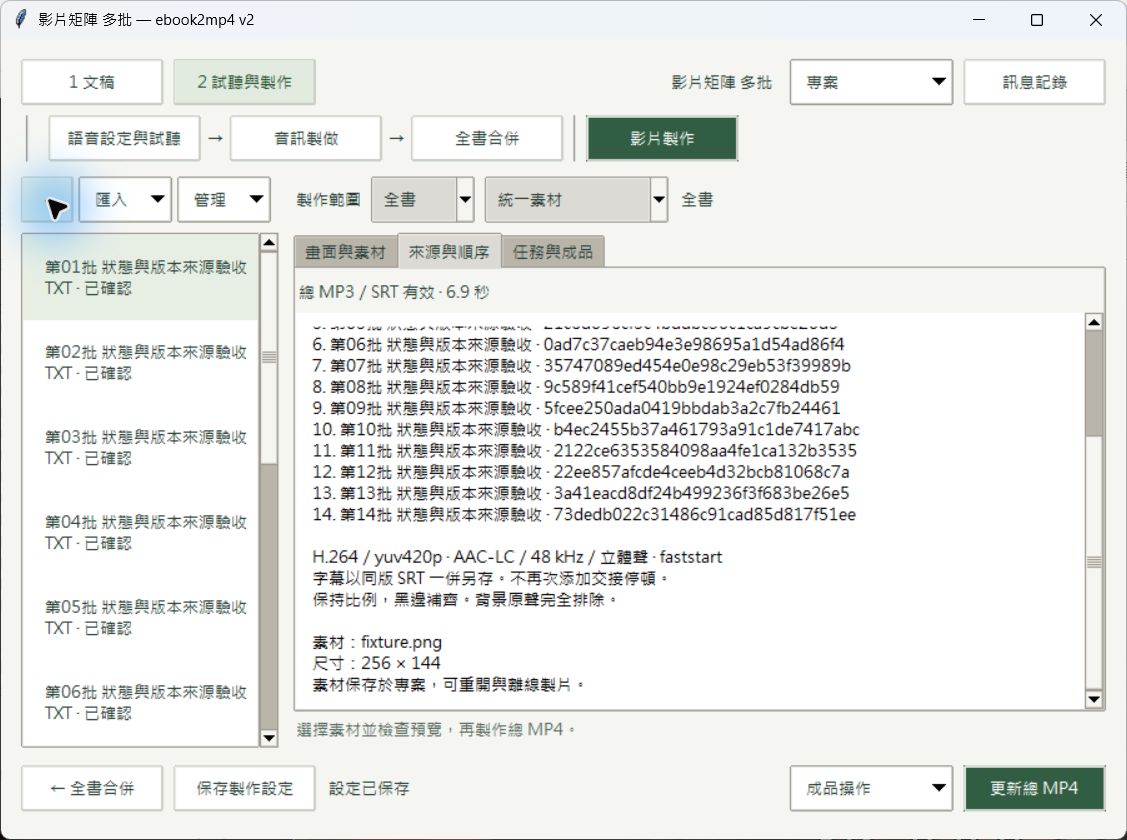 影片矩陣 多批 — ebook2mp4 v2
1 文稿
2 試聽與製作
影片矩陣 多批
專案
訊息記錄
語音設定與試聽
→
音訊製做
→
全書合併
影片製作
匯入
管理
製作範圍
全書
統一素材
全書
第01批 狀態與版本來源驗收
TXT · 已確認
第02批 狀態與版本來源驗收
TXT · 已確認
第03批 狀態與版本來源驗收
TXT · 已確認
第04批 狀態與版本來源驗收
TXT · 已確認
第05批 狀態與版本來源驗收
TXT · 已確認
第06批 狀態與版本來源驗收
TXT · 已確認
畫面與素材
來源與順序
任務與成品
總 MP3 / SRT 有效 · 6.9 秒
6. 第06批 狀態與版本來源驗收 · 0ad7c37caeb94e3e98695a1d54ad86f4
7. 第07批 狀態與版本來源驗收 · 35747089ed454e0e98c29eb53f39989b
8. 第08批 狀態與版本來源驗收 · 9c589f41cef540bb9e1924ef0284db59
9. 第09批 狀態與版本來源驗收 · 5fcee250ada0419bbdab3a2c7fb24461
10. 第10批 狀態與版本來源驗收 · b4ec2455b37a461793a91c1de7417abc
11. 第11批 狀態與版本來源驗收 · 2122ce6353584098aa4fe1ca132b3535
12. 第12批 狀態與版本來源驗收 · 22ee857afcde4ceeb4d32bcb81068c7a
13. 第13批 狀態與版本來源驗收 · 3a41eacd8df24b499236f3f683be26e5
14. 第14批 狀態與版本來源驗收 · 73dedb022c31486c91cad85d817f51ee
H.264 / yuv420p · AAC-LC / 48 kHz / 立體聲 · faststart
字幕以同版 SRT 一併另存。不再次添加交接停頓。
保持比例，黑邊補齊。背景原聲完全排除。
素材：fixture.png
尺寸：256 × 144
素材保存於專案，可重開與離線製片。
選擇素材並檢查預覽，再製作總 MP4。
← 全書合併
保存製作設定
設定已保存
成品操作
更新總 MP4